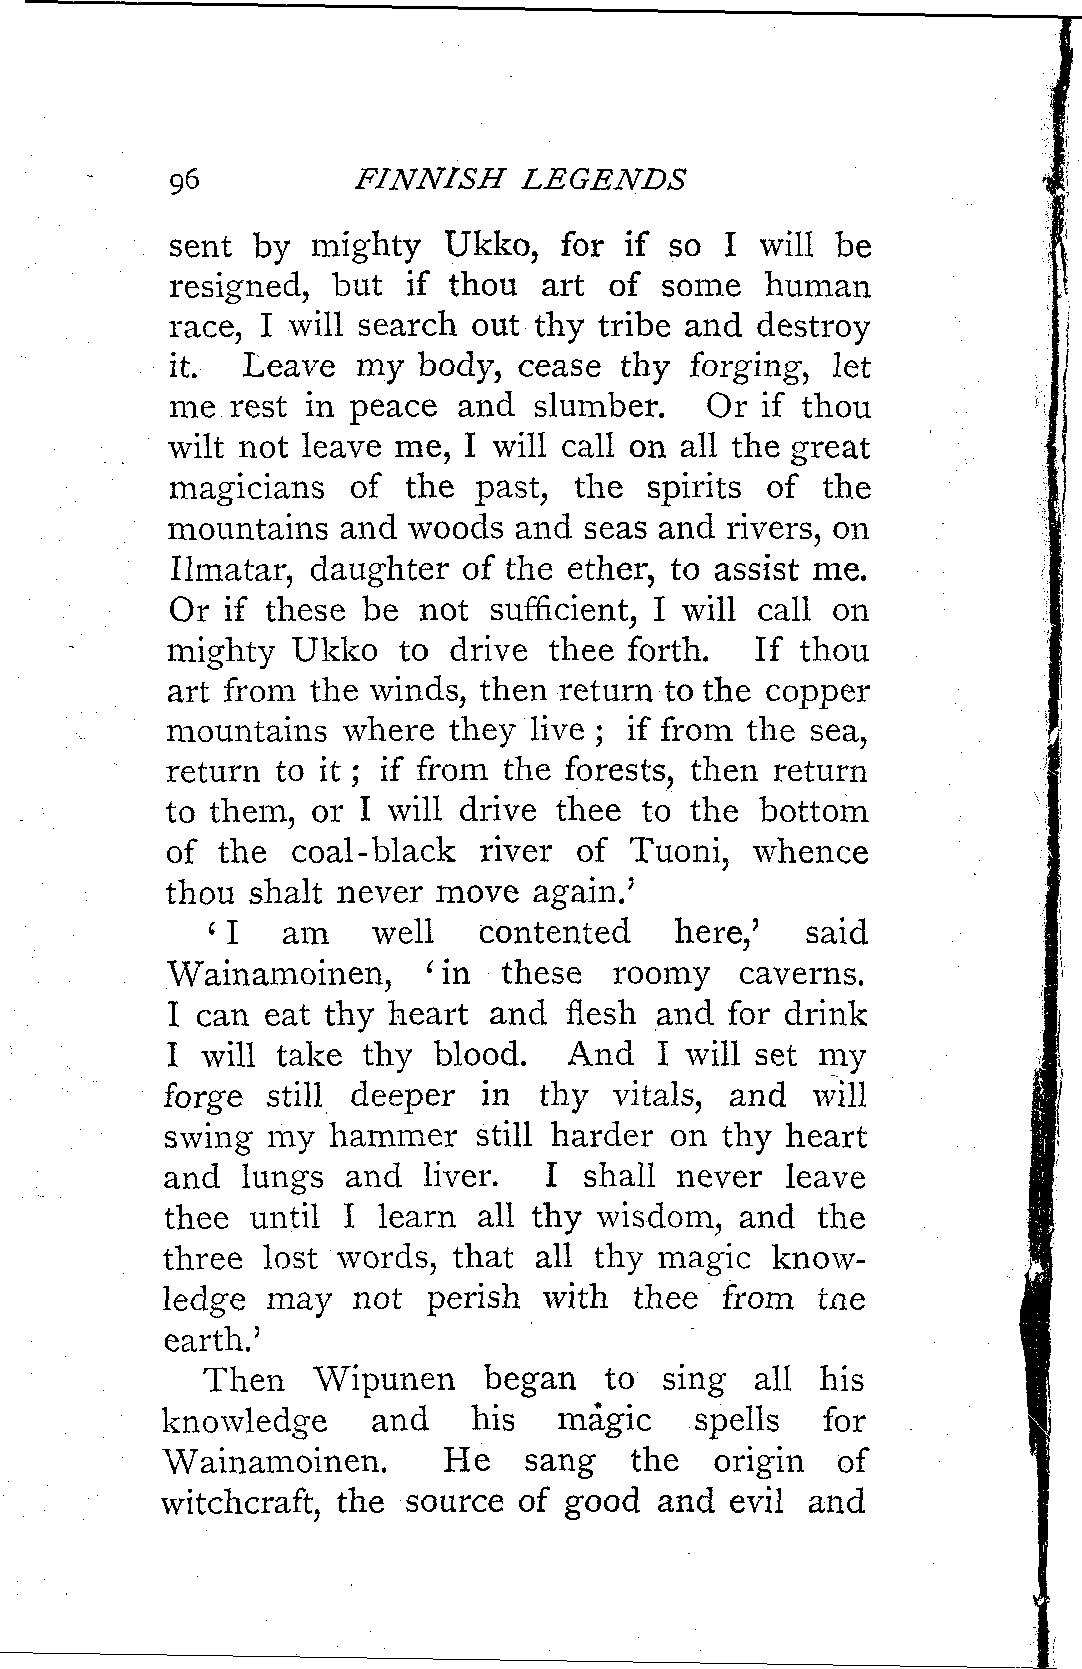 96 FINNISH LEGENDS
sent by mighty Ukko, for if so I will be
resigned, but if thou art of some human
race, I will search out thy tribe and destroy
it. Leave my body, cease thy forging, let
me rest in peace and slumber. Or if thou
wilt not leave me, I will call on all the great
magicians of the past, the spirits of the
mountains and woods and seas and rivers, on
Ilmatar, daughter of the ether, to assist me.
Or if these be not sufficient, I will call on
mighty Ukko to drive thee forth. If thou
art from the winds, then return to the copper
mountains where they live ; if from the sea,
return to it ; if from the forests, then return
to them, or I will drive thee to the bottom
of the coal-black river of Tuoni, whence
thou shalt never move again.’
‘ I am well contented here,’ said
Wainamoinen, ‘ in these roomy caverns.
I can eat thy heart and flesh and for drink
I will take thy blood. And I will set my
forge still deeper in thy vitals, and will
swing my hammer still harder on thy heart
and lungs and liver. I shall never leave
thee until I learn all thy wisdom, and the
three lost words, that all thy magic know-
ledge may not perish with thee from the
earth.’
Then Wipunen began to sing all his
knowledge and his magic spells for
Wainamoinen. He sang the origin of
witchcraft, the source of good and evil and